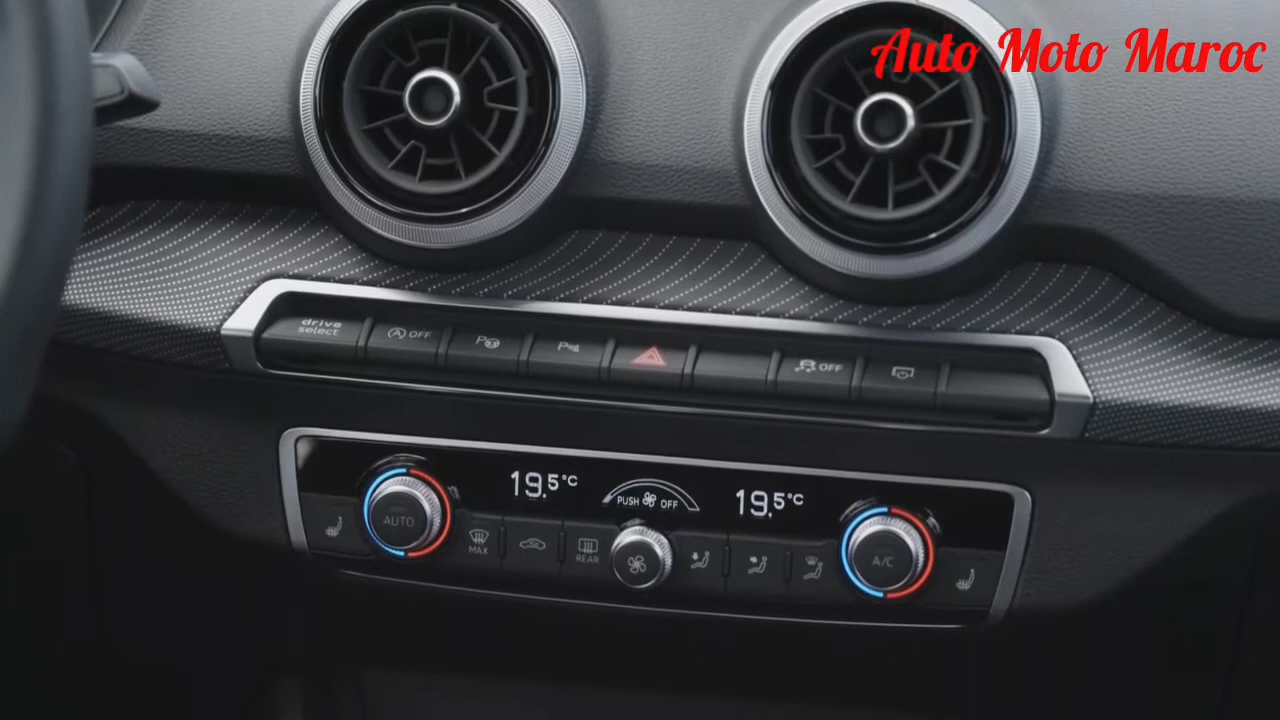 Auto Moto Maroc
drive select
OFF
P
P
OFF
19.5°C
PUSH OFF
19.5°C
AUTO
MAX
REAR
A/C